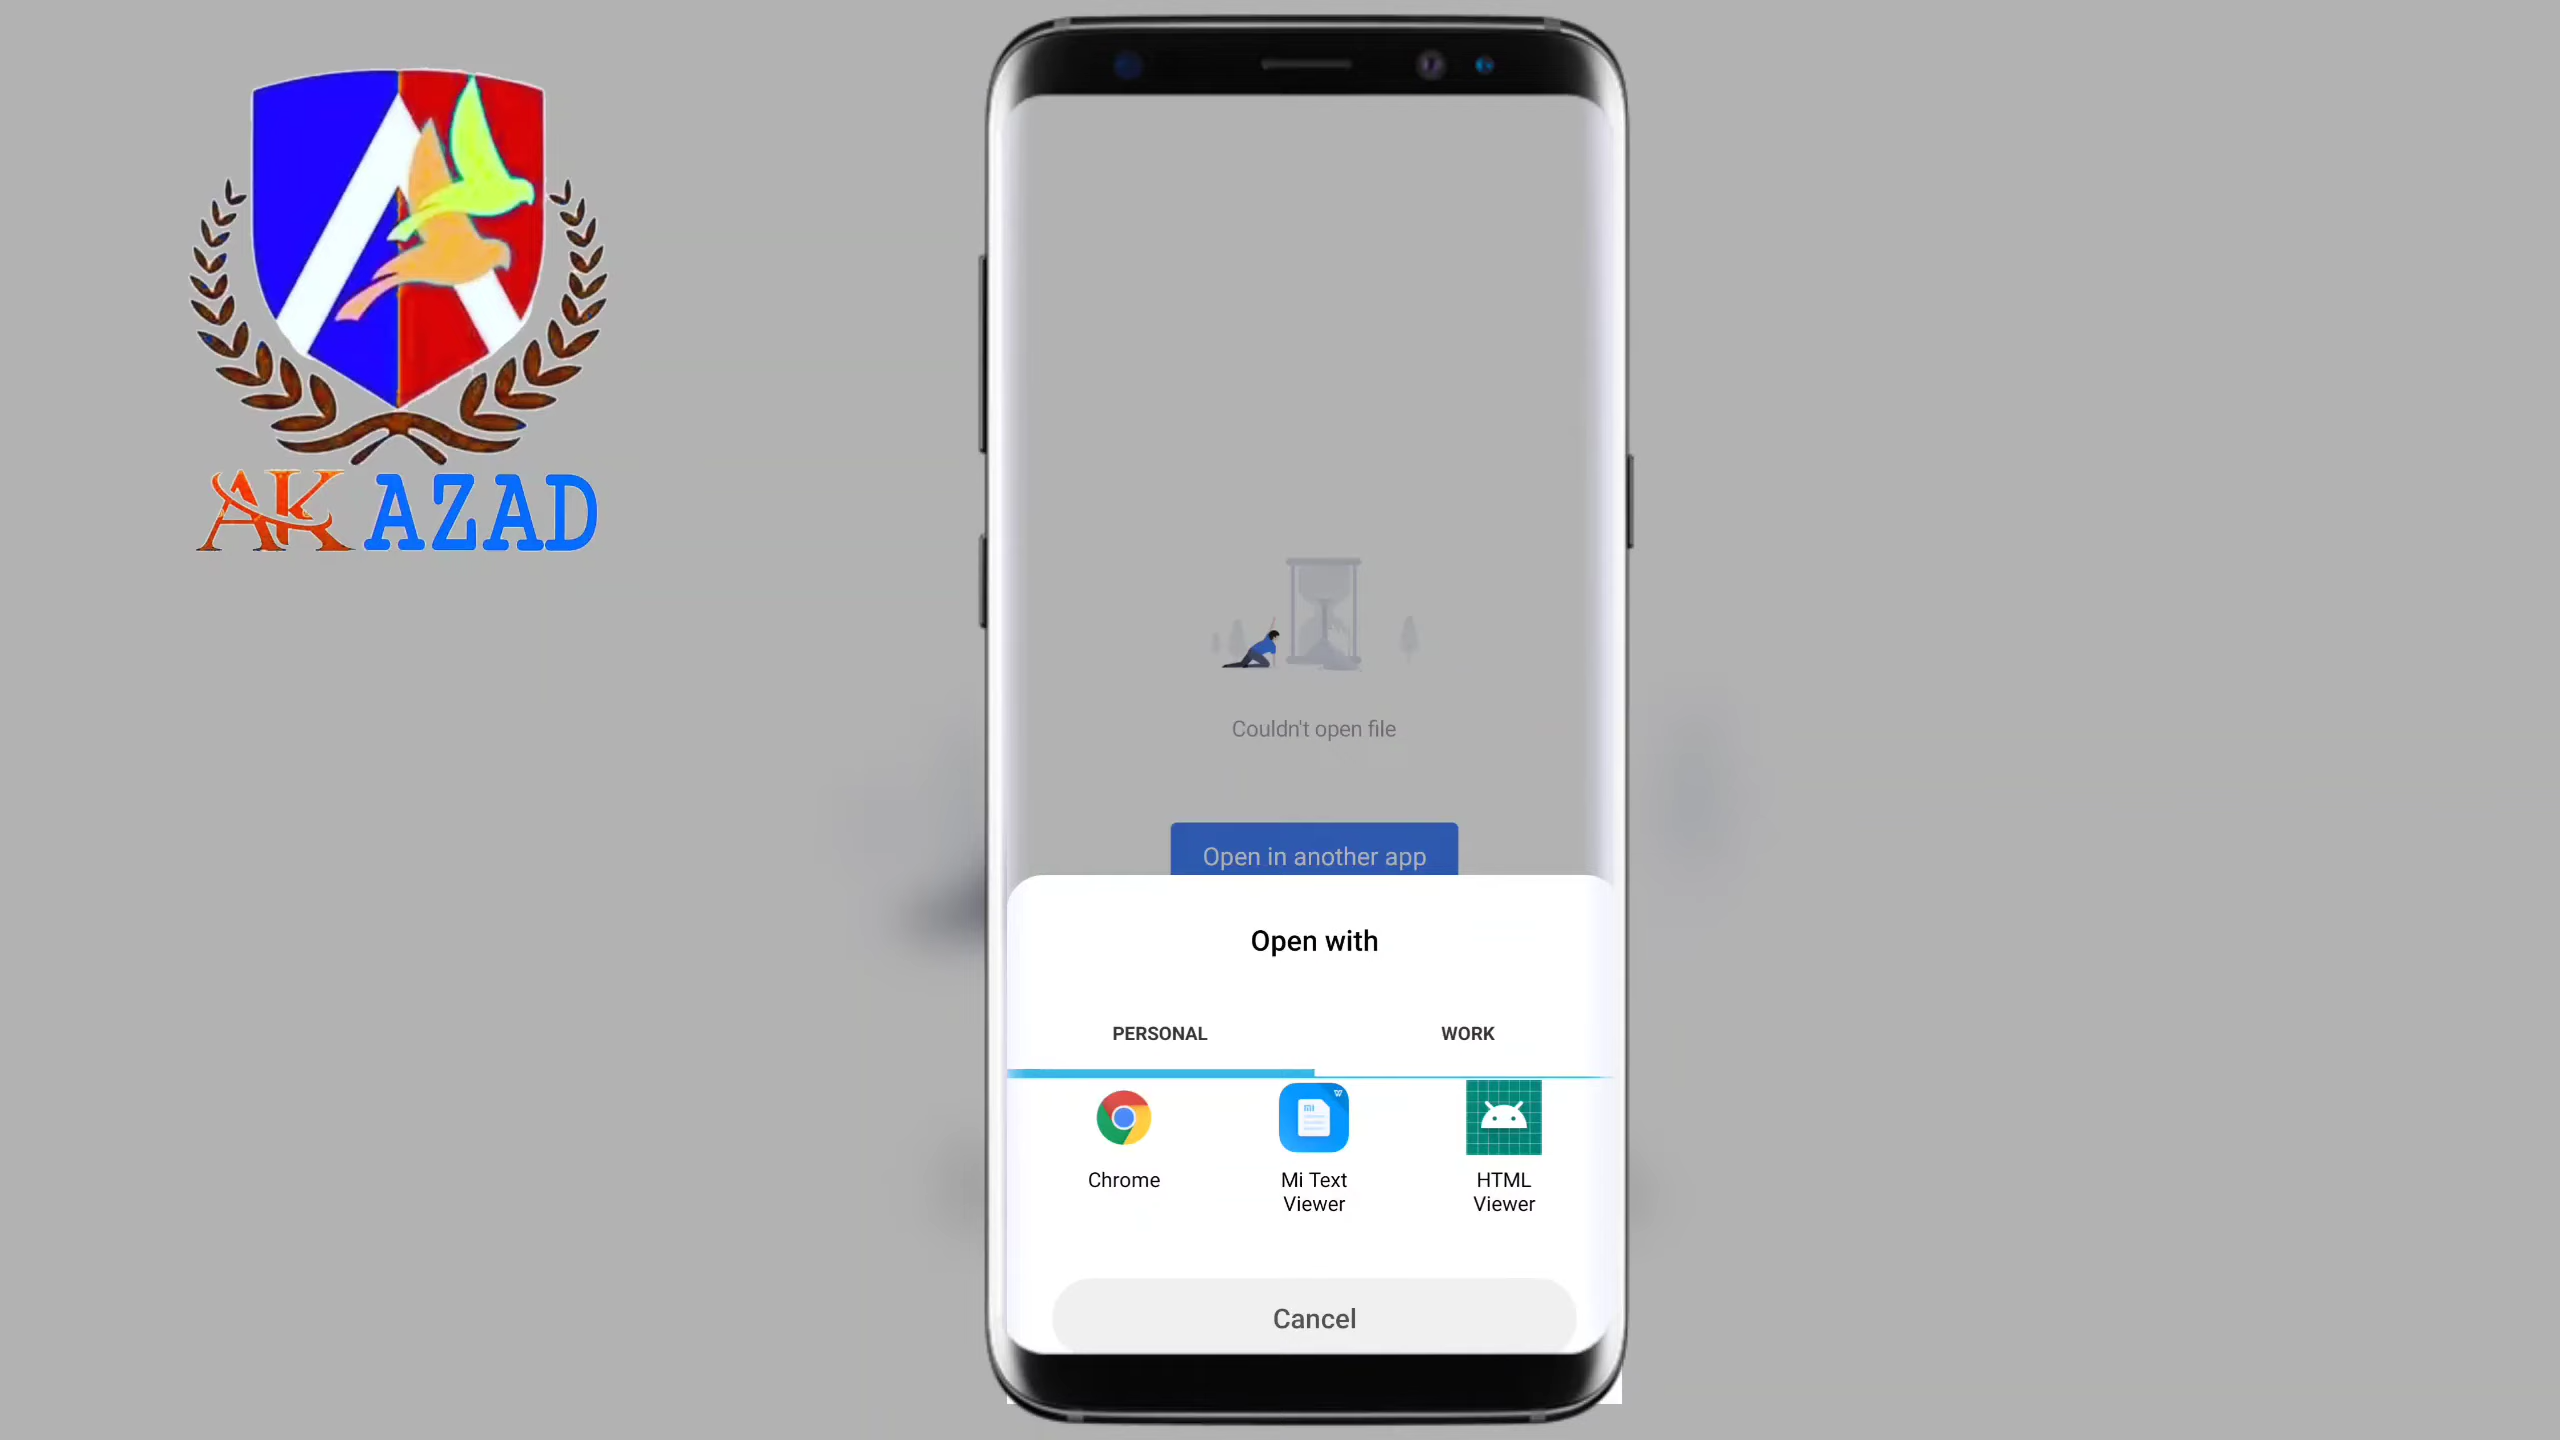 AK AZAD
Couldn't open file
Open in another app
Open with
PERSONAL
WORK
Chrome
Mi Text
Viewer
HTML
Viewer
Cancel